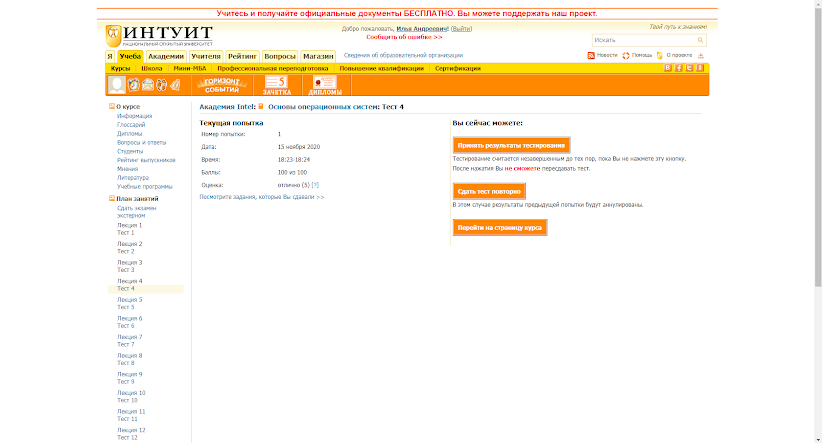 Учитесь и получайте официальные документы БЕСПЛАТНО. Вы можете поддержать наш проект.
ИНТУИТ
НАЦИОНАЛЬНЫЙ ОТКРЫТЫЙ УНИВЕРСИТЕТ
Добро пожаловать, Илья Андреевич! (Выйти)
Сообщить об ошибке >>
Твой путь к знаниям!
Искать
Я Учеба Академии Учителя Рейтинг Вопросы Магазин
Сведения об образовательной организации
Новости Помощь О проекте
Курсы Школа Мини-МБА Профессиональная переподготовка Повышение квалификации Сертификации
ГОРИЗОНТ СОБЫТИЙ
5
ЗАЧЕТКА
ДИПЛОМЫ
О курсе
Информация
Глоссарий
Дипломы
Вопросы и ответы
Студенты
Рейтинг выпускников
Мнения
Литература
Учебные программы
План занятий
Сдать экзамен
экстерном
Лекция 1
Тест 1
Лекция 2
Тест 2
Лекция 3
Тест 3
Лекция 4
Тест 4
Лекция 5
Тест 5
Лекция 6
Тест 6
Лекция 7
Тест 7
Лекция 8
Тест 8
Лекция 9
Тест 9
Лекция 10
Тест 10
Лекция 11
Тест 11
Лекция 12
Тест 12
Академия Intel: Основы операционных систем: Тест 4
Текущая попытка
Номер попытки: 1
Дата: 15 ноября 2020
Время: 18:23-18:24
Баллы: 100 из 100
Оценка: отлично (5) [?]
Посмотрите задания, которые Вы сдавали >>
Вы сейчас можете:
Принять результаты тестирования
Тестирование считается незавершенным до тех пор, пока Вы не нажмете эту кнопку.
После нажатия Вы не сможете пересдавать тест.
Сдать тест повторно
В этом случае результаты предыдущей попытки будут аннулированы.
Перейти на страницу курса